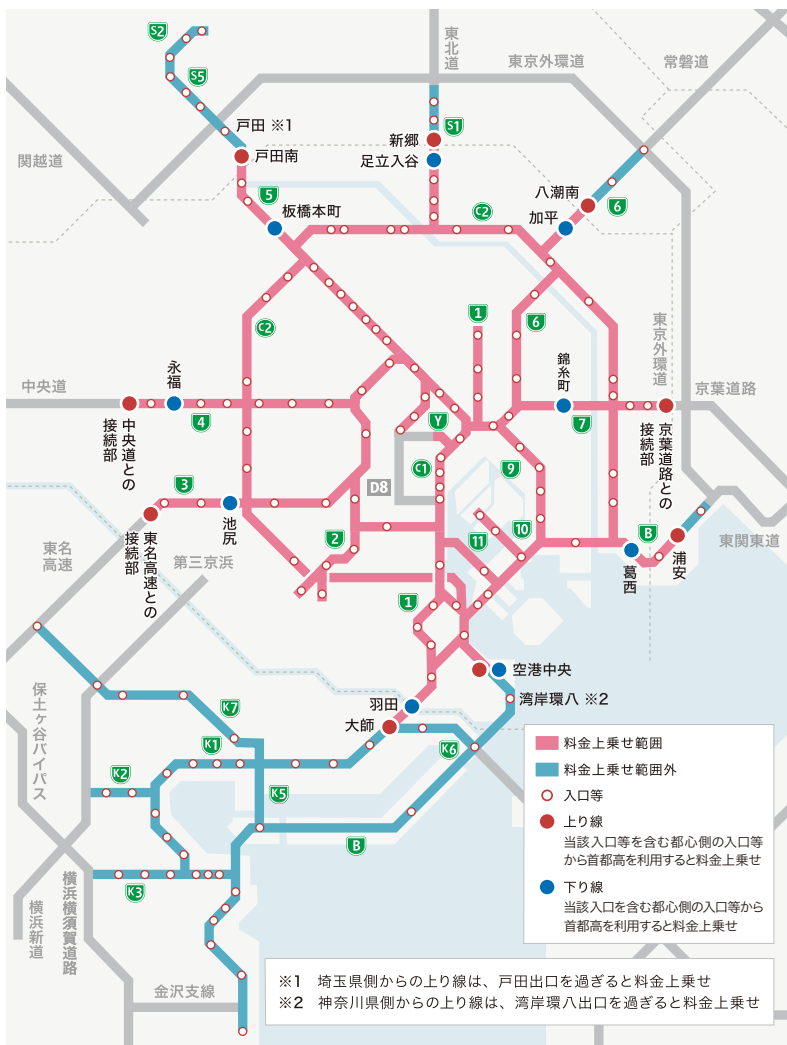 S2
S5
東北道
東京外環道
常磐道
戸田 ※1
S1
新郷
関越道
戸田南
足立入谷
5
八潮南
6
板橋本町
C2
加平
C2
1
6
東京外環道
永福
錦糸町
中央道
京葉道路
4
Y
7
中央道との
接続部
C1
9
京葉道路との
接続部
3
D8
池尻
2
11
10
B
東名
高速
東名高速との
接続部
第三京浜
葛西
浦安
東関東道
1
空港中央
羽田
湾岸環八 ※2
大師
保土ヶ谷バイパス
K7
K1
K6
K2
K5
B
K3
横浜新道
横浜横須賀道路
金沢支線
料金上乗せ範囲
料金上乗せ範囲外
入口等
上り線
当該入口等を含む都心側の入口等
から首都高を利用すると料金上乗せ
下り線
当該入口を含む都心側の入口等から
首都高を利用すると料金上乗せ
※1 埼玉県側からの上り線は、戸田出口を過ぎると料金上乗せ
※2 神奈川県側からの上り線は、湾岸環八出口を過ぎると料金上乗せ